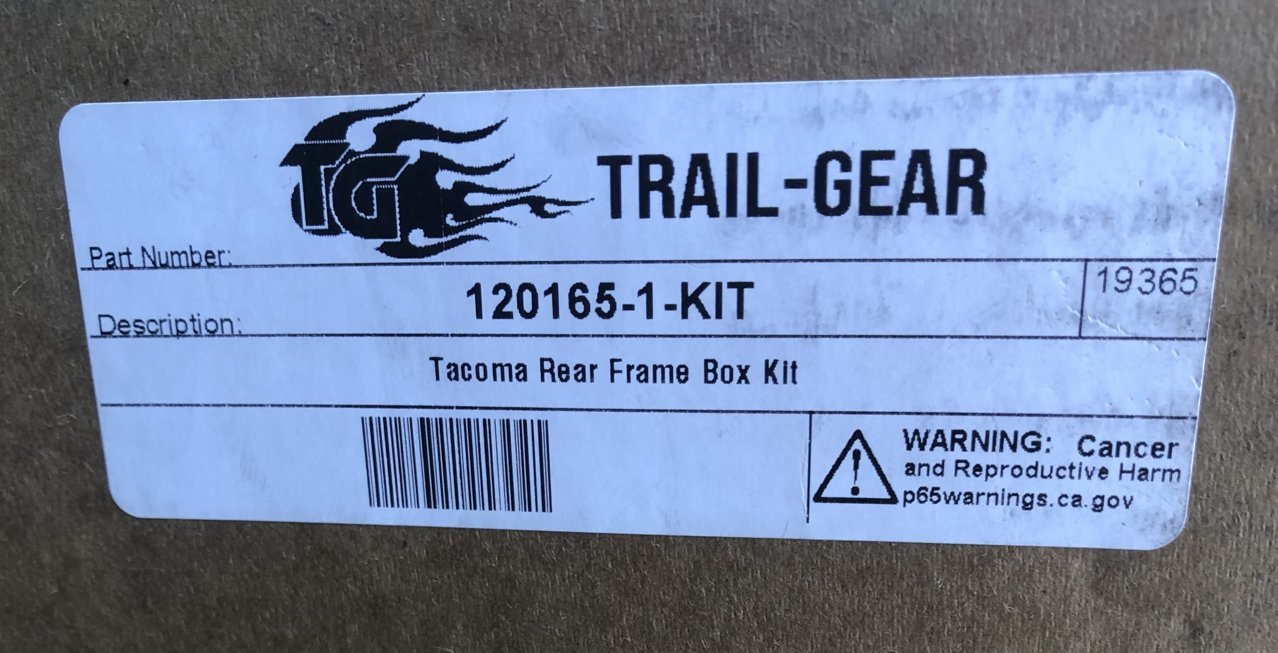 TG TRAIL-GEAR
Part Number:
120165-1-KIT
19365
Description:
Tacoma Rear Frame Box Kit
WARNING: Cancer
and Reproductive Harm
p65warnings.ca.gov